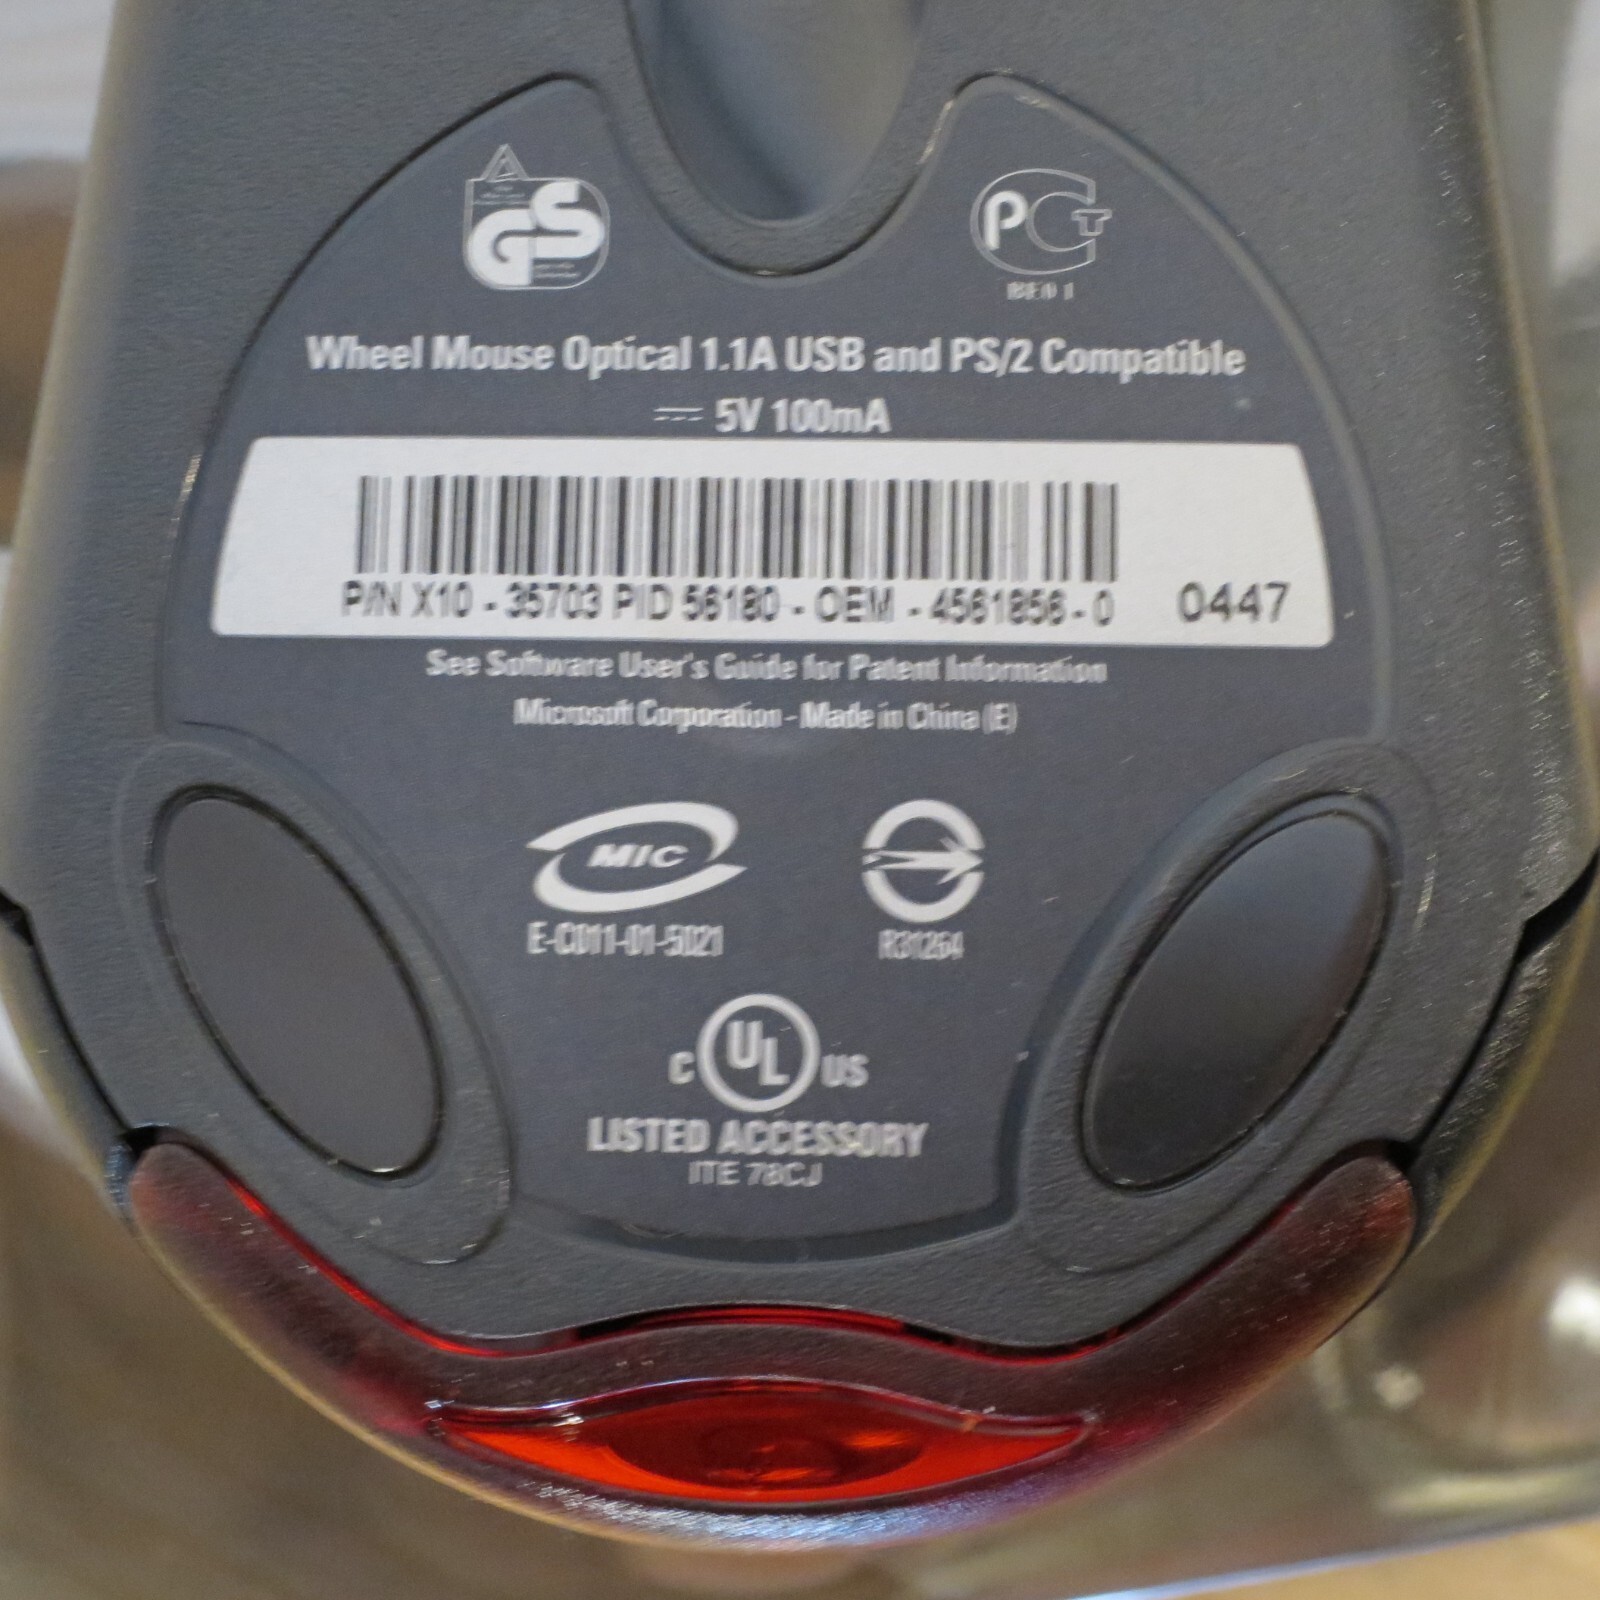 GS
PCT
Wheel Mouse Optical 1.1A USB and PS/2 Compatible
5V 100mA
P/N X10 - 35703 PID 56180 - OEM - 4561856 - 0 0447
See Software User's Guide for Patent Information
Microsoft Corporation - Made in China (E)
MIC
E-C011-01-5021
R31264
C UL US
LISTED ACCESSORY
ITE 78CJ